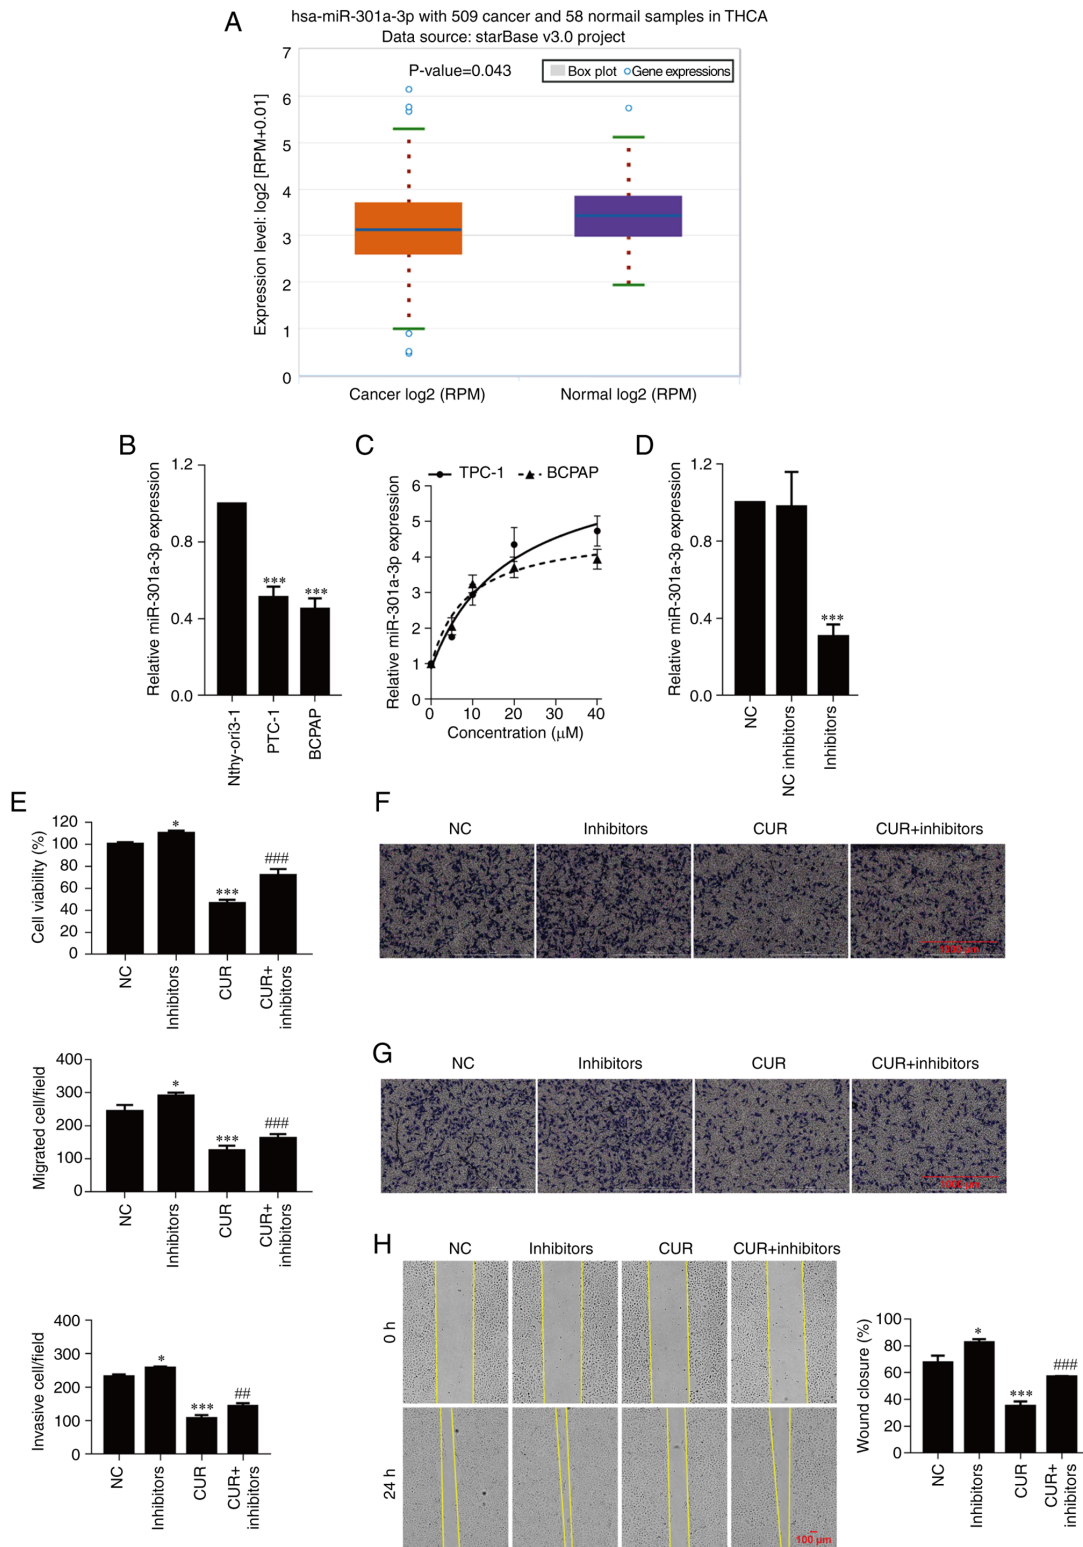 A
hsa-miR-301a-3p with 509 cancer and 58 normail samples in THCA
Data source: starBase v3.0 project
P-value=0.043
Box plot
Gene expressions
Expression level: log2 [RPM+0.01]
7
6
5
4
3
2
1
0
Cancer log2 (RPM)
Normal log2 (RPM)
B
Relative miR-301a-3p expression
1.2
0.8
0.4
0.0
***
***
Nthy-ori3-1
PTC-1
BCPAP
C
TPC-1
BCPAP
Relative miR-301a-3p expression
6
5
4
3
2
1
0
0
10
20
30
40
Concentration (μM)
D
Relative miR-301a-3p expression
1.2
0.8
0.4
0.0
***
NC
NC inhibitors
Inhibitors
E
Cell viability (%)
120
100
80
60
40
20
0
*
***
###
NC
Inhibitors
CUR
CUR+
inhibitors
Migrated cell/field
400
300
200
100
0
*
***
###
NC
Inhibitors
CUR
CUR+
inhibitors
Invasive cell/field
400
300
200
100
0
*
***
##
NC
Inhibitors
CUR
CUR+
inhibitors
F
NC
Inhibitors
CUR
CUR+inhibitors
1000 μm
G
NC
Inhibitors
CUR
CUR+inhibitors
1000 μm
H
NC
Inhibitors
CUR
CUR+inhibitors
0 h
24 h
100 μm
Wound closure (%)
100
80
60
40
20
0
*
***
###
NC
Inhibitors
CUR
CUR+
inhibitors